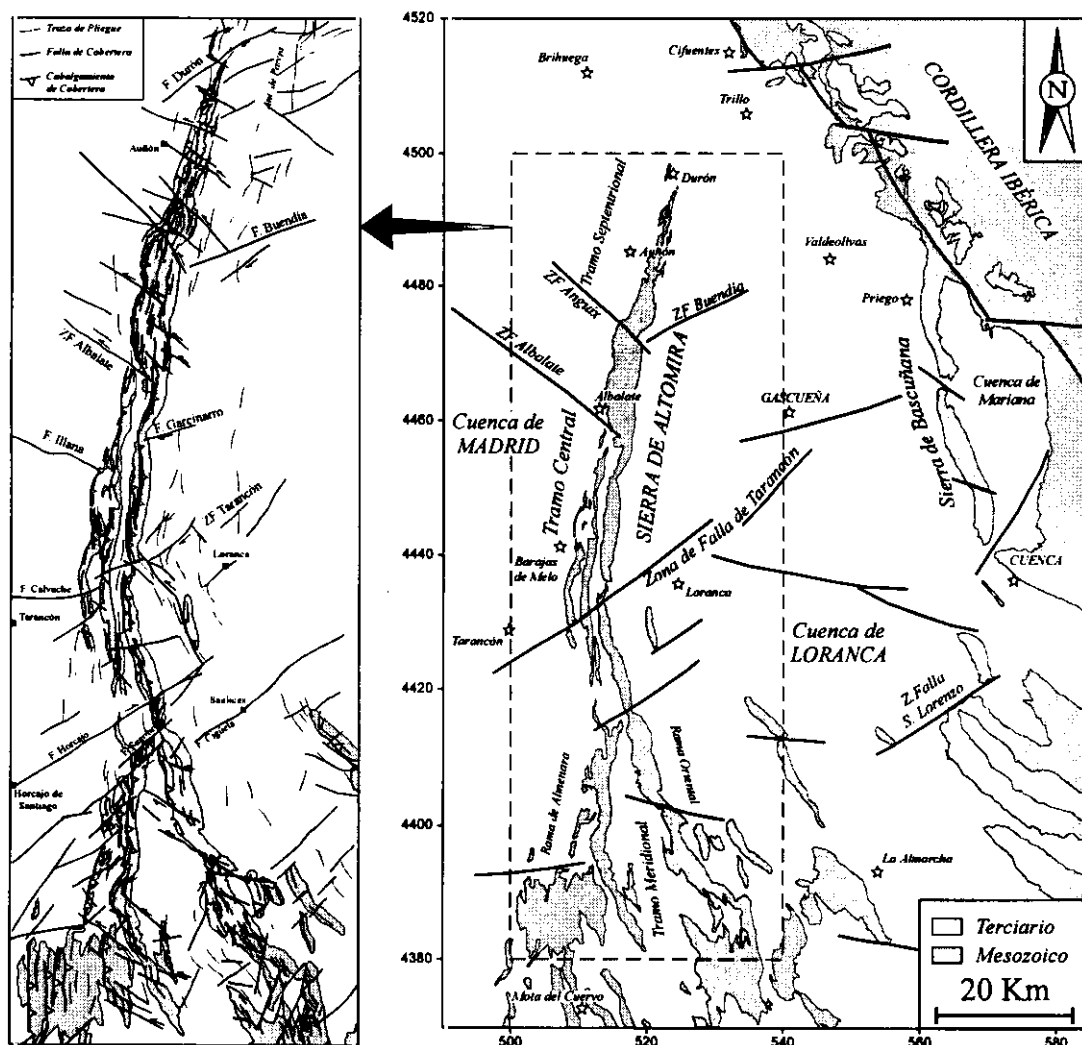 Traza de Pliegue
Falla de Cobertura
Cabalgamiento
de Cobertura
F. Durón
Auñón
F. Buendía
ZF Albalate
F. Garcinarro
F. Illana
ZF Tarancón
Loranca
F. Calvache
Tarancón
Saelices
F. Horcajo
F. Cigüela
Horcajo de
Santiago
4520
4500
4480
4460
4440
4420
4400
4380
500
520
540
560
580
Brihuega
Cifuentes
Trillo
N
CORDILLERA IBÉRICA
Tramo Septentrional
Durón
Auñón
Valdeolivas
ZF Anguix
ZF Buendía
Priego
ZF Albalate
Albalate
SIERRA DE ALTOMIRA
GASCUEÑA
Sierra de Bascuñana
Cuenca de
Mariana
Cuenca de
MADRID
Tramo Central
Barajas
de Melo
Zona de Falla de Tarancón
Loranca
CUENCA
Tarancón
Cuenca de
LORANCA
Z. Falla
S. Lorenzo
Rama de Almenara
Rama Oriental
Tramo Meridional
La Almarcha
Mota del Cuervo
Terciario
Mesozoico
20 Km